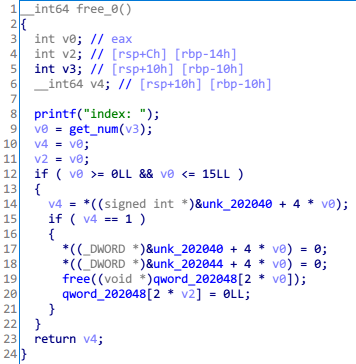 1 __int64 free_0()
2 {
3 int v0; // eax
4 int v2; // [rsp+Ch] [rbp-14h]
5 int v3; // [rsp+10h] [rbp-10h]
6 __int64 v4; // [rsp+10h] [rbp-10h]
7
8 printf("index: ");
9 v0 = get_num(v3);
10 v4 = v0;
11 v2 = v0;
12 if ( v0 >= 0LL && v0 <= 15LL )
13 {
14 v4 = *((signed int *)&unk_202040 + 4 * v0);
15 if ( v4 == 1 )
16 {
17 *((_DWORD *)&unk_202040 + 4 * v0) = 0;
18 *((_DWORD *)&unk_202044 + 4 * v0) = 0;
19 free((void *)qword_202048[2 * v0]);
20 qword_202048[2 * v2] = 0LL;
21 }
22 }
23 return v4;
24 }